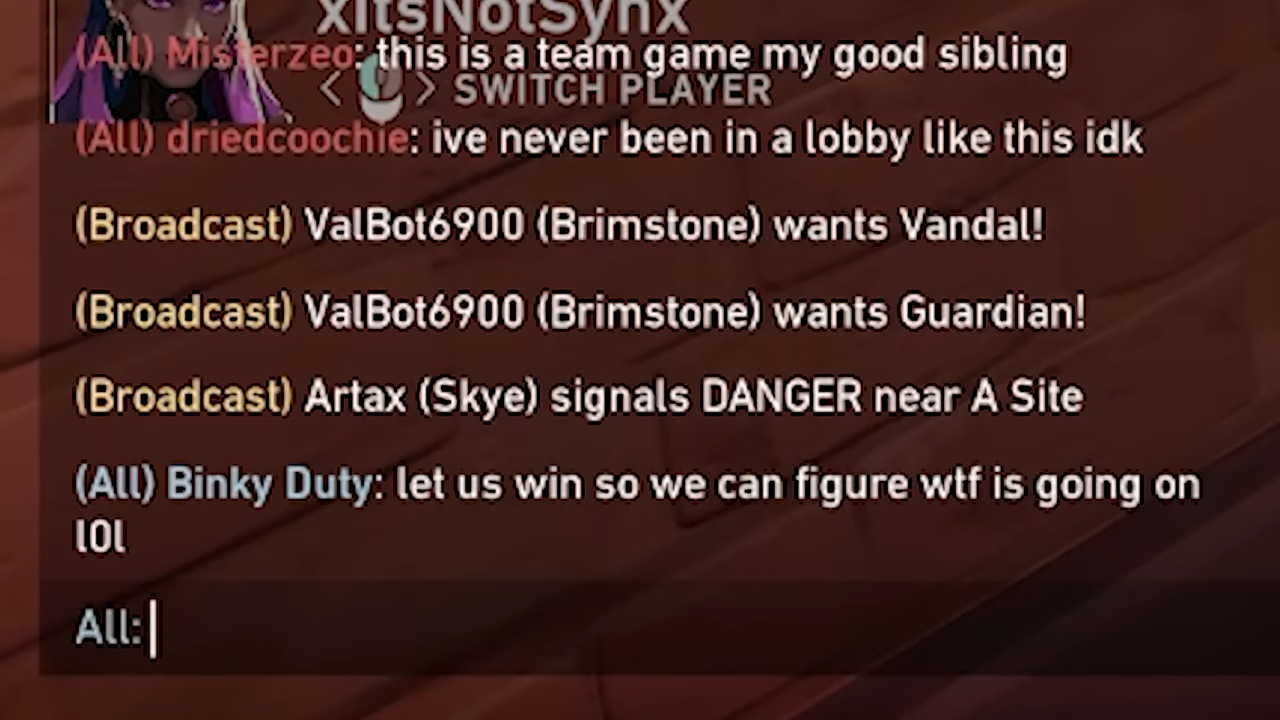 xItsNotSynx
(All) Misterzeo: this is a team game my good sibling
< > SWITCH PLAYER
(All) driedcoochie: ive never been in a lobby like this idk
(Broadcast) ValBot6900 (Brimstone) wants Vandal!
(Broadcast) ValBot6900 (Brimstone) wants Guardian!
(Broadcast) Artax (Skye) signals DANGER near A Site
(All) Binky Duty: let us win so we can figure wtf is going on
l0l
All: